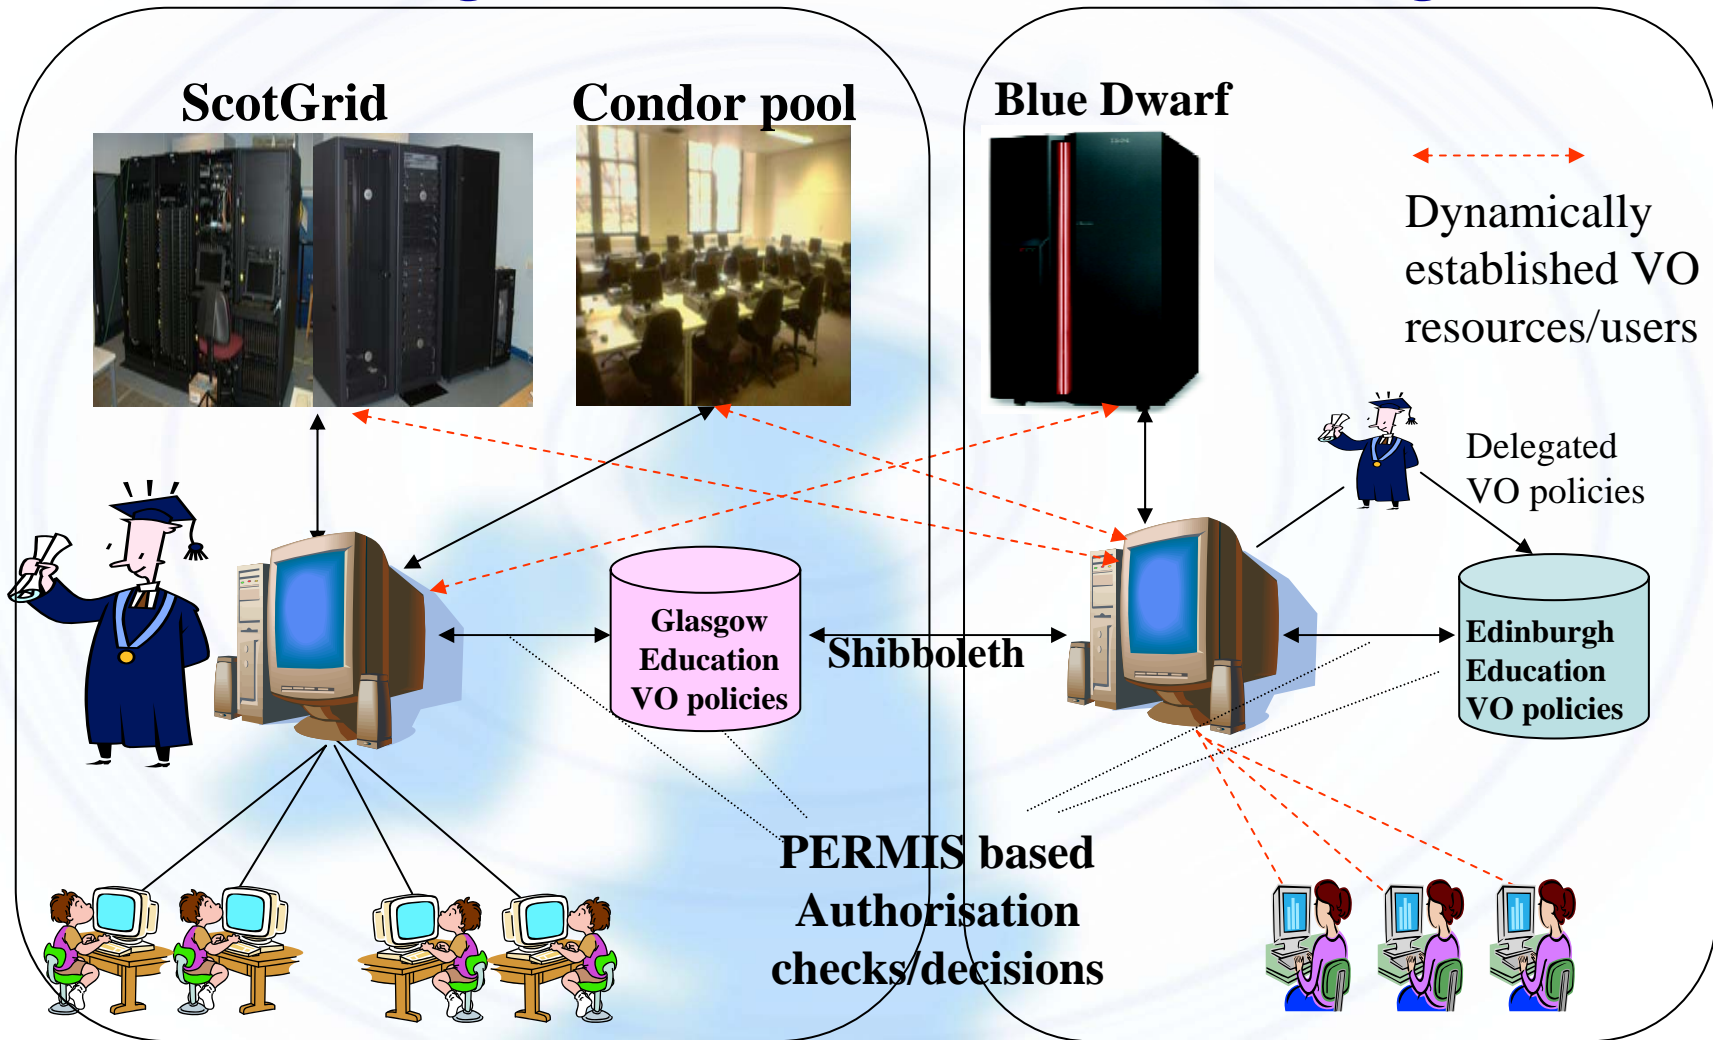 ScotGrid
Condor pool
Blue Dwarf
Dynamically
established VO
resources/users
Delegated
VO policies
Glasgow
Education
VO policies
Shibboleth
Edinburgh
Education
VO policies
PERMIS based
Authorisation
checks/decisions